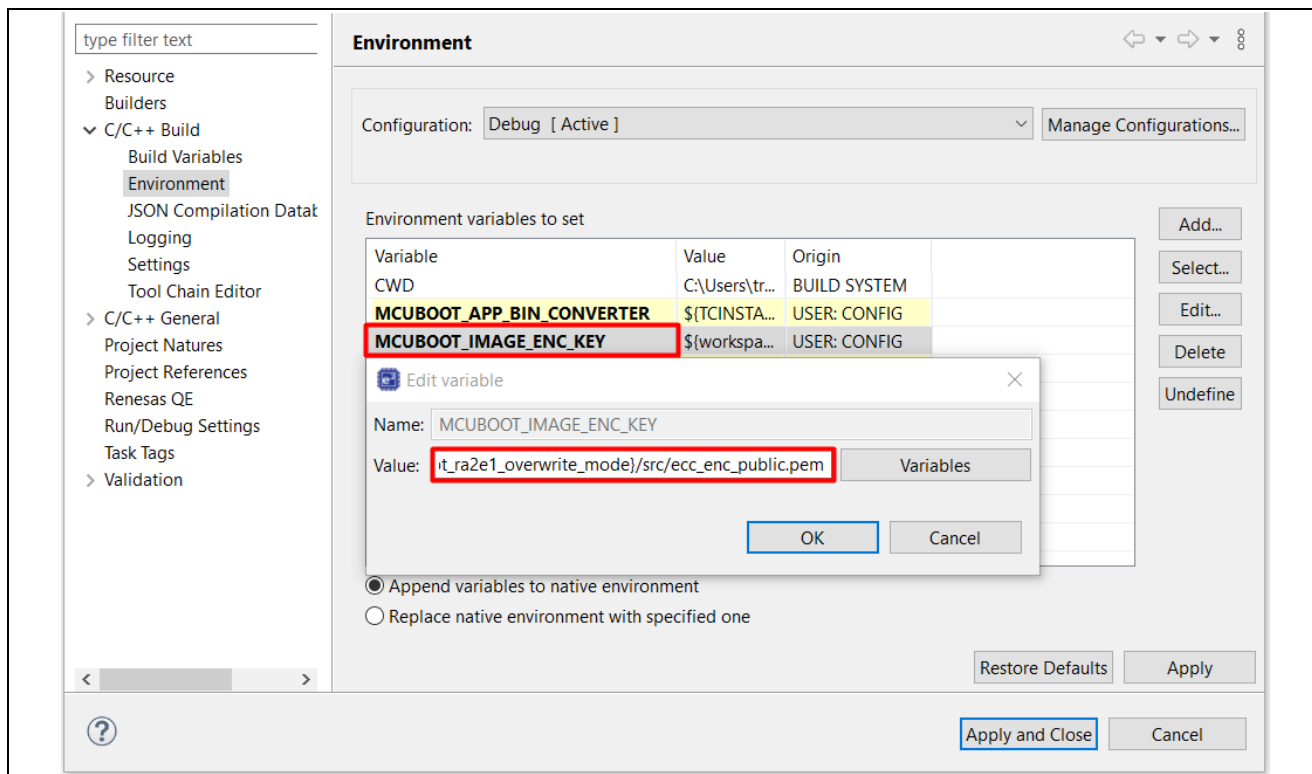 type filter text
Environment
Resource
Builders
C/C++ Build
Build Variables
Environment
JSON Compilation Datab
Logging
Settings
Tool Chain Editor
C/C++ General
Project Natures
Project References
Renesas QE
Run/Debug Settings
Task Tags
Validation
Configuration: Debug [ Active ] Manage Configurations...
Environment variables to set
Variable Value Origin
CWD C:\Users\tr... BUILD SYSTEM
MCUBOOT_APP_BIN_CONVERTER ${TCINSTA... USER: CONFIG
MCUBOOT_IMAGE_ENC_KEY ${workspa... USER: CONFIG
Add...
Select...
Edit...
Delete
Undefine
Edit variable
Name: MCUBOOT_IMAGE_ENC_KEY
Value: ot_ra2e1_overwrite_mode}/src/ecc_enc_public.pem Variables
OK Cancel
Append variables to native environment
Replace native environment with specified one
Restore Defaults Apply
Apply and Close Cancel